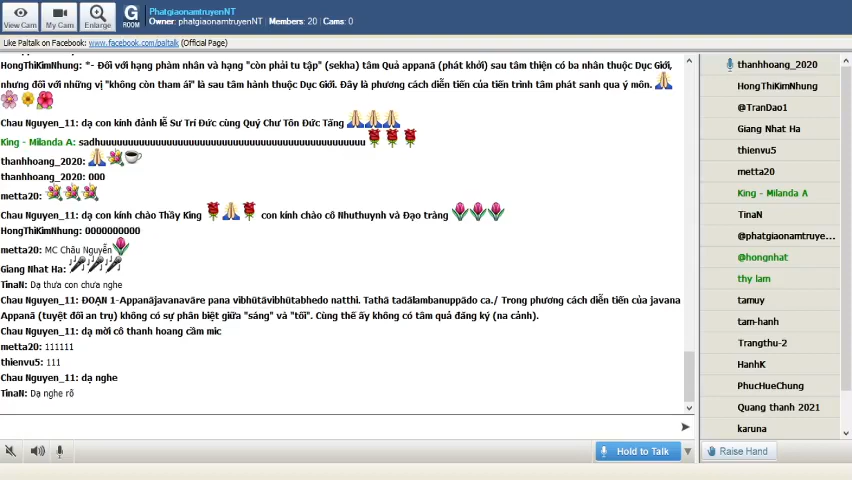 View Cam
My Cam
Enlarge
G
ROOM
PhatgiaonamtruyenNT
Owner: phatgiaonamtruyenNT | Members: 20 | Cams: 0
Like Paltalk on Facebook: www.facebook.com/paltalk (Official Page)
HongThiKimNhung: *- Đối với hạng phàm nhân và hạng "còn phải tu tập" (sekha) tâm Quả appanā (phát khởi) sau tâm thiện có ba nhân thuộc Dục Giới,
nhưng đối với những vị "không còn tham ái" là sau tâm hành thuộc Dục Giới. Đây là phương cách diễn tiến của tiến trình tâm phát sanh qua ý môn.
Chau Nguyen_11: dạ con kính đảnh lễ Sư Trí Đức cùng Quý Chư Tôn Đức Tăng
King - Milanda A: sadhuuuuuuuuuuuuuuuuuuuuuuuuuuuuuuuuuuuuuuuuuuuuuu
thanhhoang_2020:
thanhhoang_2020: 000
metta20:
Chau Nguyen_11: dạ con kính chào Thầy King con kính chào cô Nhuthuynh và Đạo tràng
HongThiKimNhung: 0000000000
metta20: MC Châu Nguyễn
Giang Nhat Ha:
TinaN: Dạ thưa con chưa nghe
Chau Nguyen_11: ĐOẠN 1-Appanājavanavāre pana vibhūtāvibhūtabhedo natthi. Tathā tadālambanuppādo ca./ Trong phương cách diễn tiến của javana
Appanā (tuyệt đối an trụ) không có sự phân biệt giữa "sáng" và "tối". Cùng thế ấy không có tâm quả đăng ký (na cảnh).
Chau Nguyen_11: dạ mời cô thanh hoang cầm mic
metta20: 111111
thienvu5: 111
Chau Nguyen_11: dạ nghe
TinaN: Dạ nghe rõ
Hold to Talk
thanhhoang_2020
HongThiKimNhung
@TranDao1
Giang Nhat Ha
thienvu5
metta20
King - Milanda A
TinaN
@phatgiaonamtruye...
@hongnhat
thy lam
tamuy
tam-hanh
Trangthu-2
HanhK
PhucHueChung
Quang thanh 2021
karuna
Raise Hand